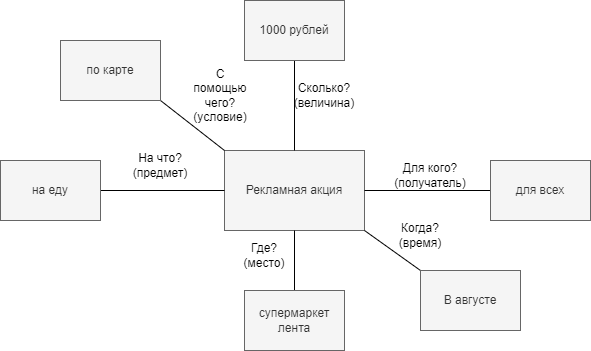 1000 рублей
по карте
С
помощью
чего?
(условие)
Сколько?
(величина)
На что?
(предмет)
Для кого?
(получатель)
на еду
Рекламная акция
для всех
Где?
(место)
Когда?
(время)
супермаркет
лента
В августе